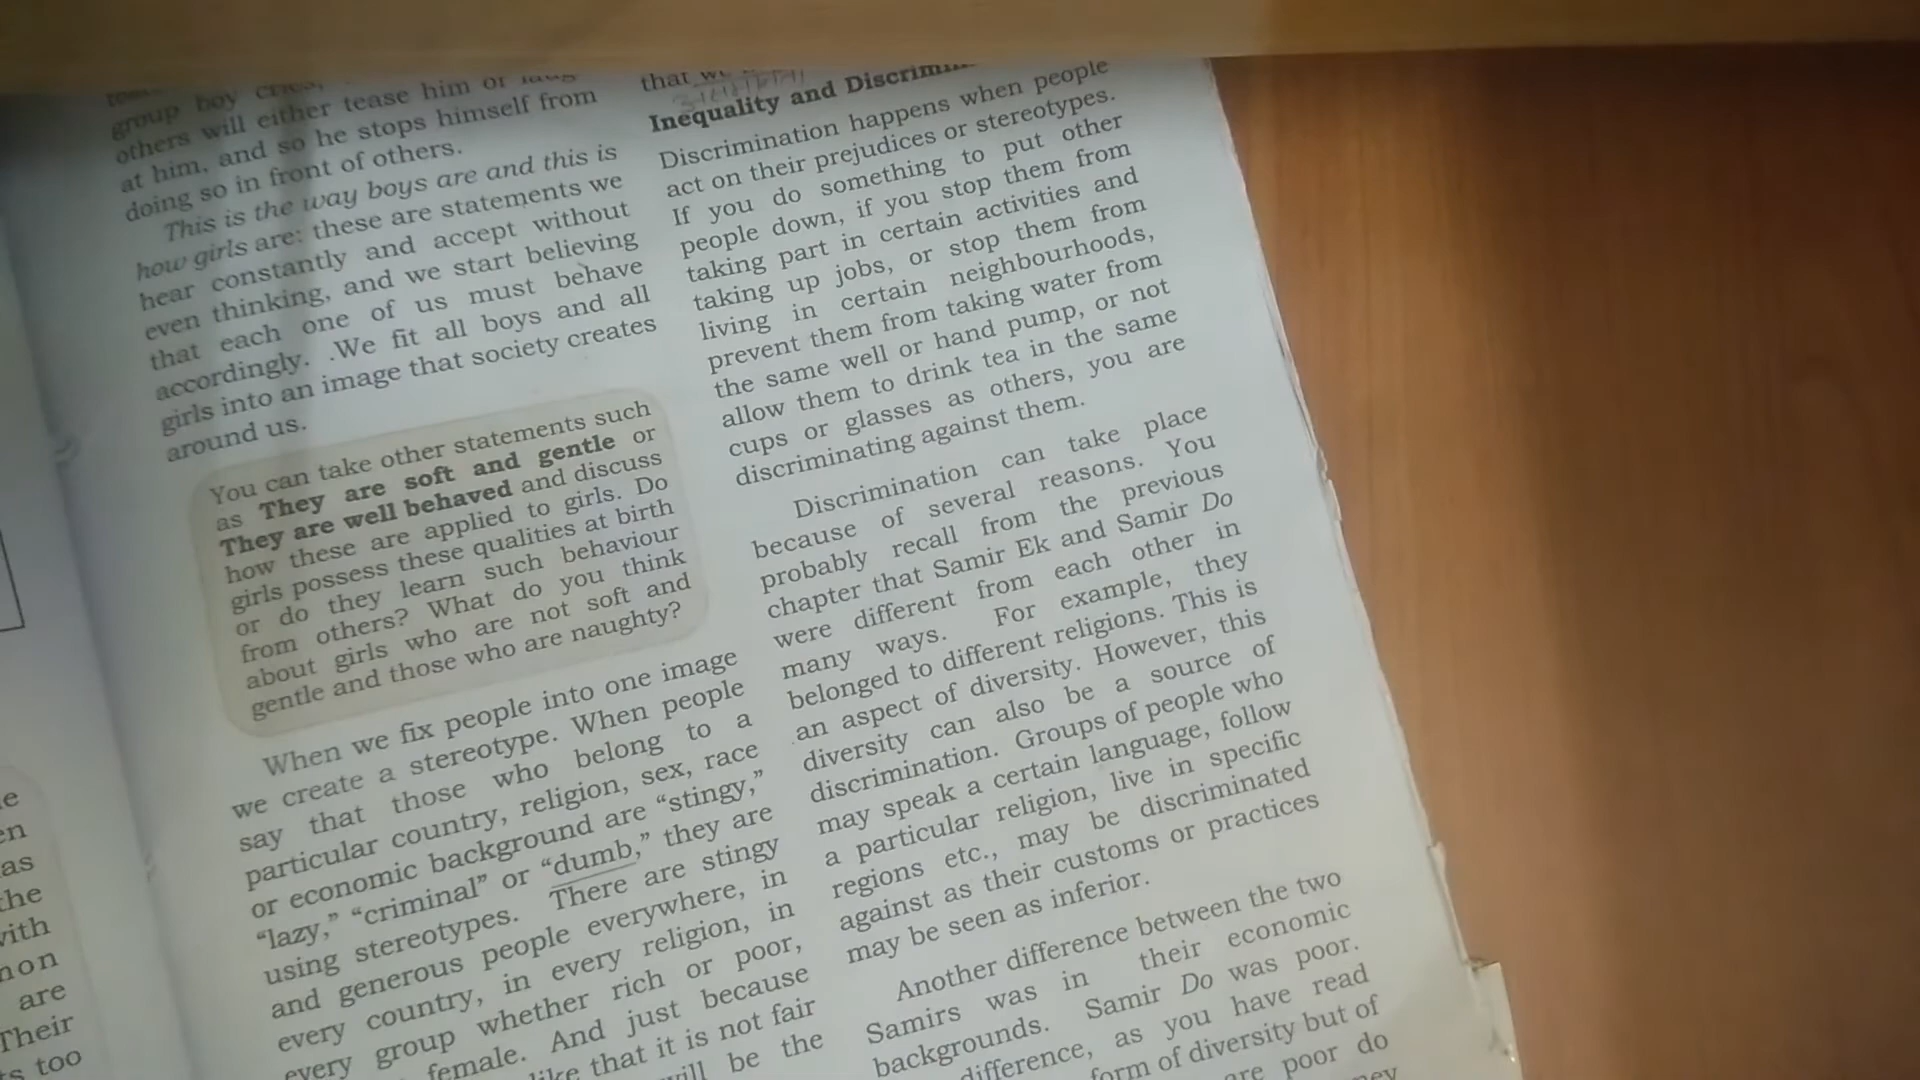 group boy
others will either tease him or
at him, and so he stops himself from
doing so in front of others.
This is the way boys are and this is
how girls are: these are statements we
hear constantly and accept without
even thinking, and we start believing
that each one of us must behave
accordingly. .We fit all boys and all
girls into an image that society creates
around us.
You can take other statements such
as They are soft and gentle or
They are well behaved and discuss
how these are applied to girls. Do
girls possess these qualities at birth
or do they learn such behaviour
from others? What do you think
about girls who are not soft and
gentle and those who are naughty?
When we fix people into one image
we create a stereotype. When people
say that those who belong to a
particular country, religion, sex, race
or economic background are “stingy,”
“lazy,” “criminal” or “dumb,” they are
using stereotypes. There are stingy
and generous people everywhere, in
every country, in every religion, in
every group whether rich or poor,
female. And just because
like that it is not fair
will be the
that
Inequality and
Discrimination happens when people
act on their prejudices or stereotypes.
If you do something to put other
people down, if you stop them from
taking part in certain activities and
taking up jobs, or stop them from
living in certain neighbourhoods,
prevent them from taking water from
the same well or hand pump, or not
allow them to drink tea in the same
cups or glasses as others, you are
discriminating against them.
Discrimination can take place
because of several reasons. You
probably recall from the previous
chapter that Samir Ek and Samir Do
were different from each other in
many ways. For example, they
belonged to different religions. This is
an aspect of diversity. However, this
diversity can also be a source of
discrimination. Groups of people who
may speak a certain language, follow
a particular religion, live in specific
regions etc., may be discriminated
against as their customs or practices
may be seen as inferior.
Another difference between the two
Samirs was in their economic
backgrounds. Samir Do was poor.
difference, as you have read
form of diversity but of
are poor do